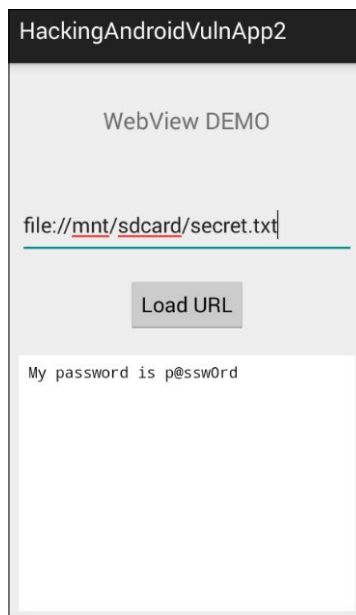 HackingAndroidVulnApp2
WebView DEMO
file://mnt/sdcard/secret.txt
Load URL
My password is p@ssw0rd